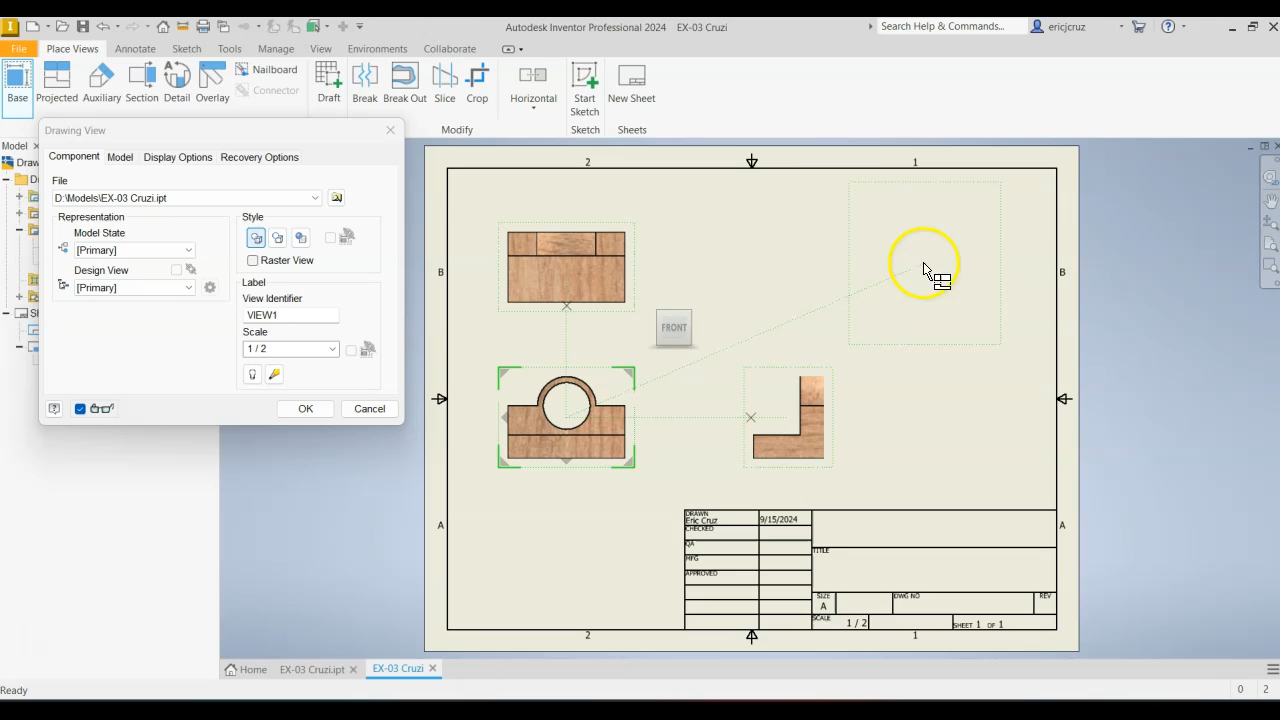 Autodesk Inventor Professional 2024 EX-03 Cruzi
Search Help & Commands...
ericjcruz
File Place Views Annotate Sketch Tools Manage View Environments Collaborate
Base Projected Auxiliary Section Detail Overlay
Nailboard
Connector
Draft Break Break Out Slice Crop Horizontal
Start Sketch
New Sheet
Modify Sketch Sheets
Model
Draw
Drawing View
Component Model Display Options Recovery Options
File
D:\Models\EX-03 Cruzi.ipt
Representation
Model State
[Primary]
Design View
[Primary]
Style
Raster View
Label
View Identifier
VIEW1
Scale
1 / 2
OK Cancel
2 1
B B
FRONT
A A
DRAWN
Eric Cruz 9/15/2024
CHECKED
QA
MFG
APPROVED
TITLE
SIZE
A
DWG NO
REV
SCALE
1 / 2
SHEET 1 OF 1
2 1
Home EX-03 Cruzi.ipt EX-03 Cruzi
Ready 0 2